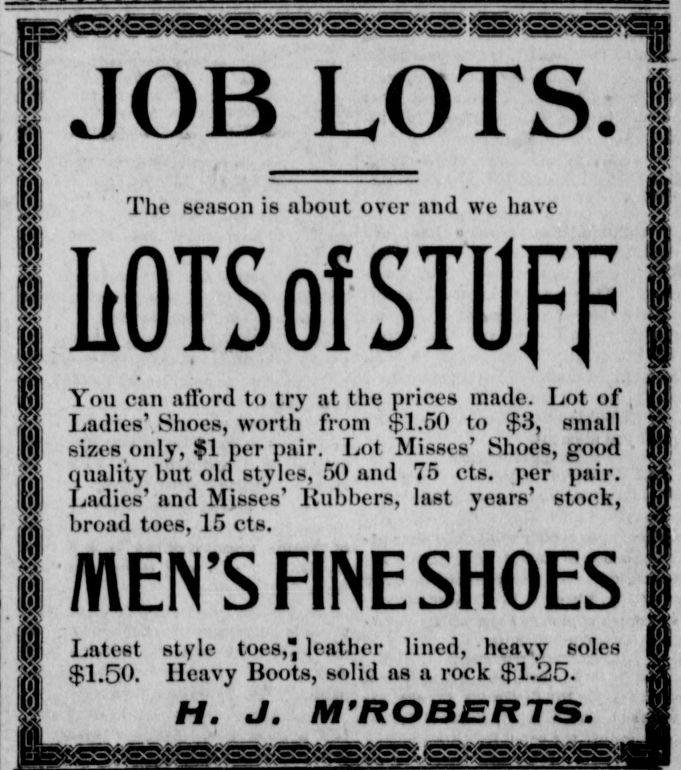 JOB LOTS.
The season is about over and we have
LOTS of STUFF
You can afford to try at the prices made. Lot of
Ladies' Shoes, worth from $1.50 to $3, small
sizes only, $1 per pair. Lot Misses' Shoes, good
quality but old styles, 50 and 75 cts. per pair.
Ladies' and Misses' Rubbers, last years' stock,
broad toes, 15 cts.
MEN'S FINE SHOES
Latest style toes, leather lined, heavy soles
$1.50. Heavy Boots, solid as a rock $1.25.
H. J. M'ROBERTS.